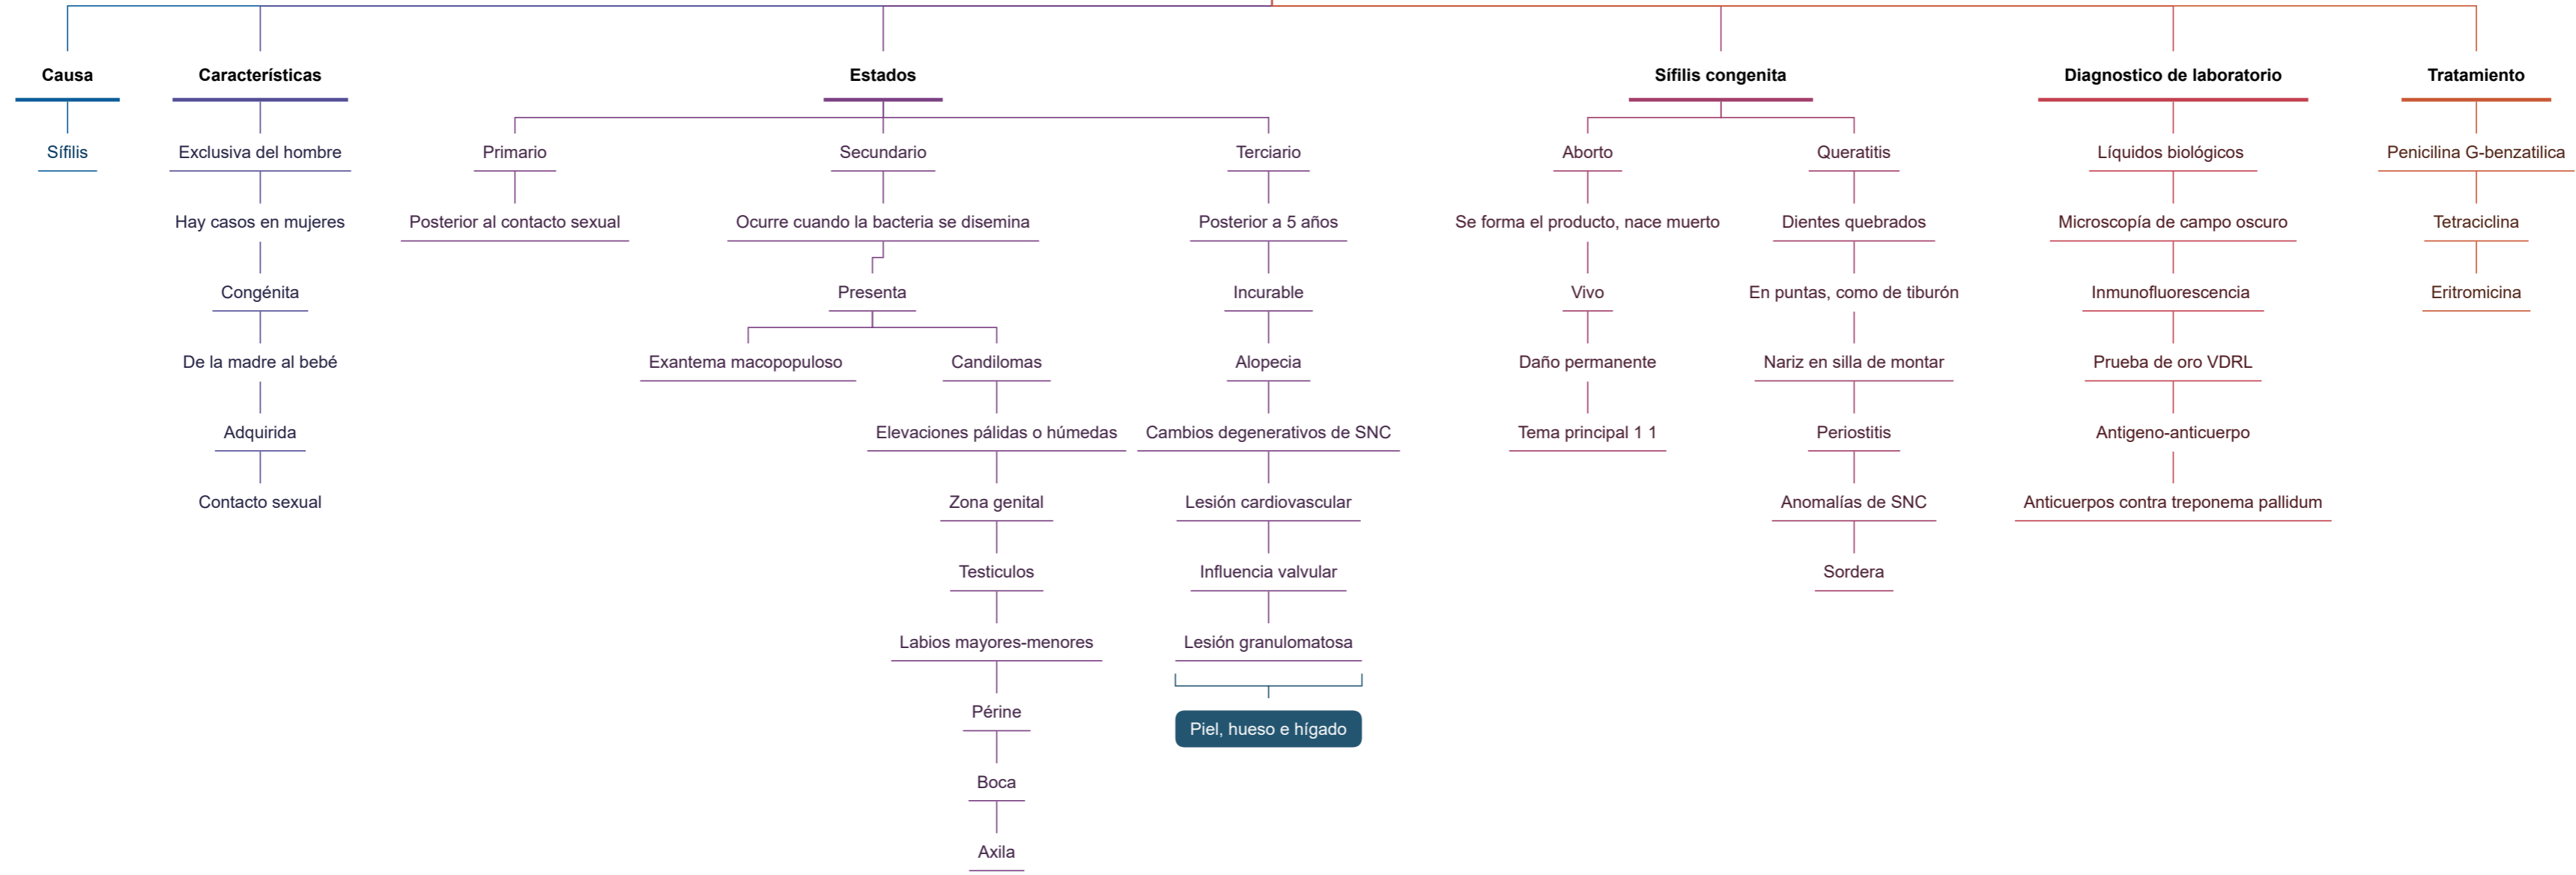 Causa
Sífilis
Características
Exclusiva del hombre
Hay casos en mujeres
Congénita
De la madre al bebé
Adquirida
Contacto sexual
Estados
Primario
Posterior al contacto sexual
Secundario
Ocurre cuando la bacteria se disemina
Presenta
Exantema macopopuloso
Candilomas
Elevaciones pálidas o húmedas
Zona genital
Testiculos
Labios mayores-menores
Périne
Boca
Axila
Terciario
Posterior a 5 años
Incurable
Alopecia
Cambios degenerativos de SNC
Lesión cardiovascular
Influencia valvular
Lesión granulomatosa
Piel, hueso e hígado
Sífilis congenita
Aborto
Se forma el producto, nace muerto
Vivo
Daño permanente
Tema principal 1 1
Queratitis
Dientes quebrados
En puntas, como de tiburón
Nariz en silla de montar
Periostitis
Anomalías de SNC
Sordera
Diagnostico de laboratorio
Líquidos biológicos
Microscopía de campo oscuro
Inmunofluorescencia
Prueba de oro VDRL
Antigeno-anticuerpo
Anticuerpos contra treponema pallidum
Tratamiento
Penicilina G-benzatilica
Tetraciclina
Eritromicina